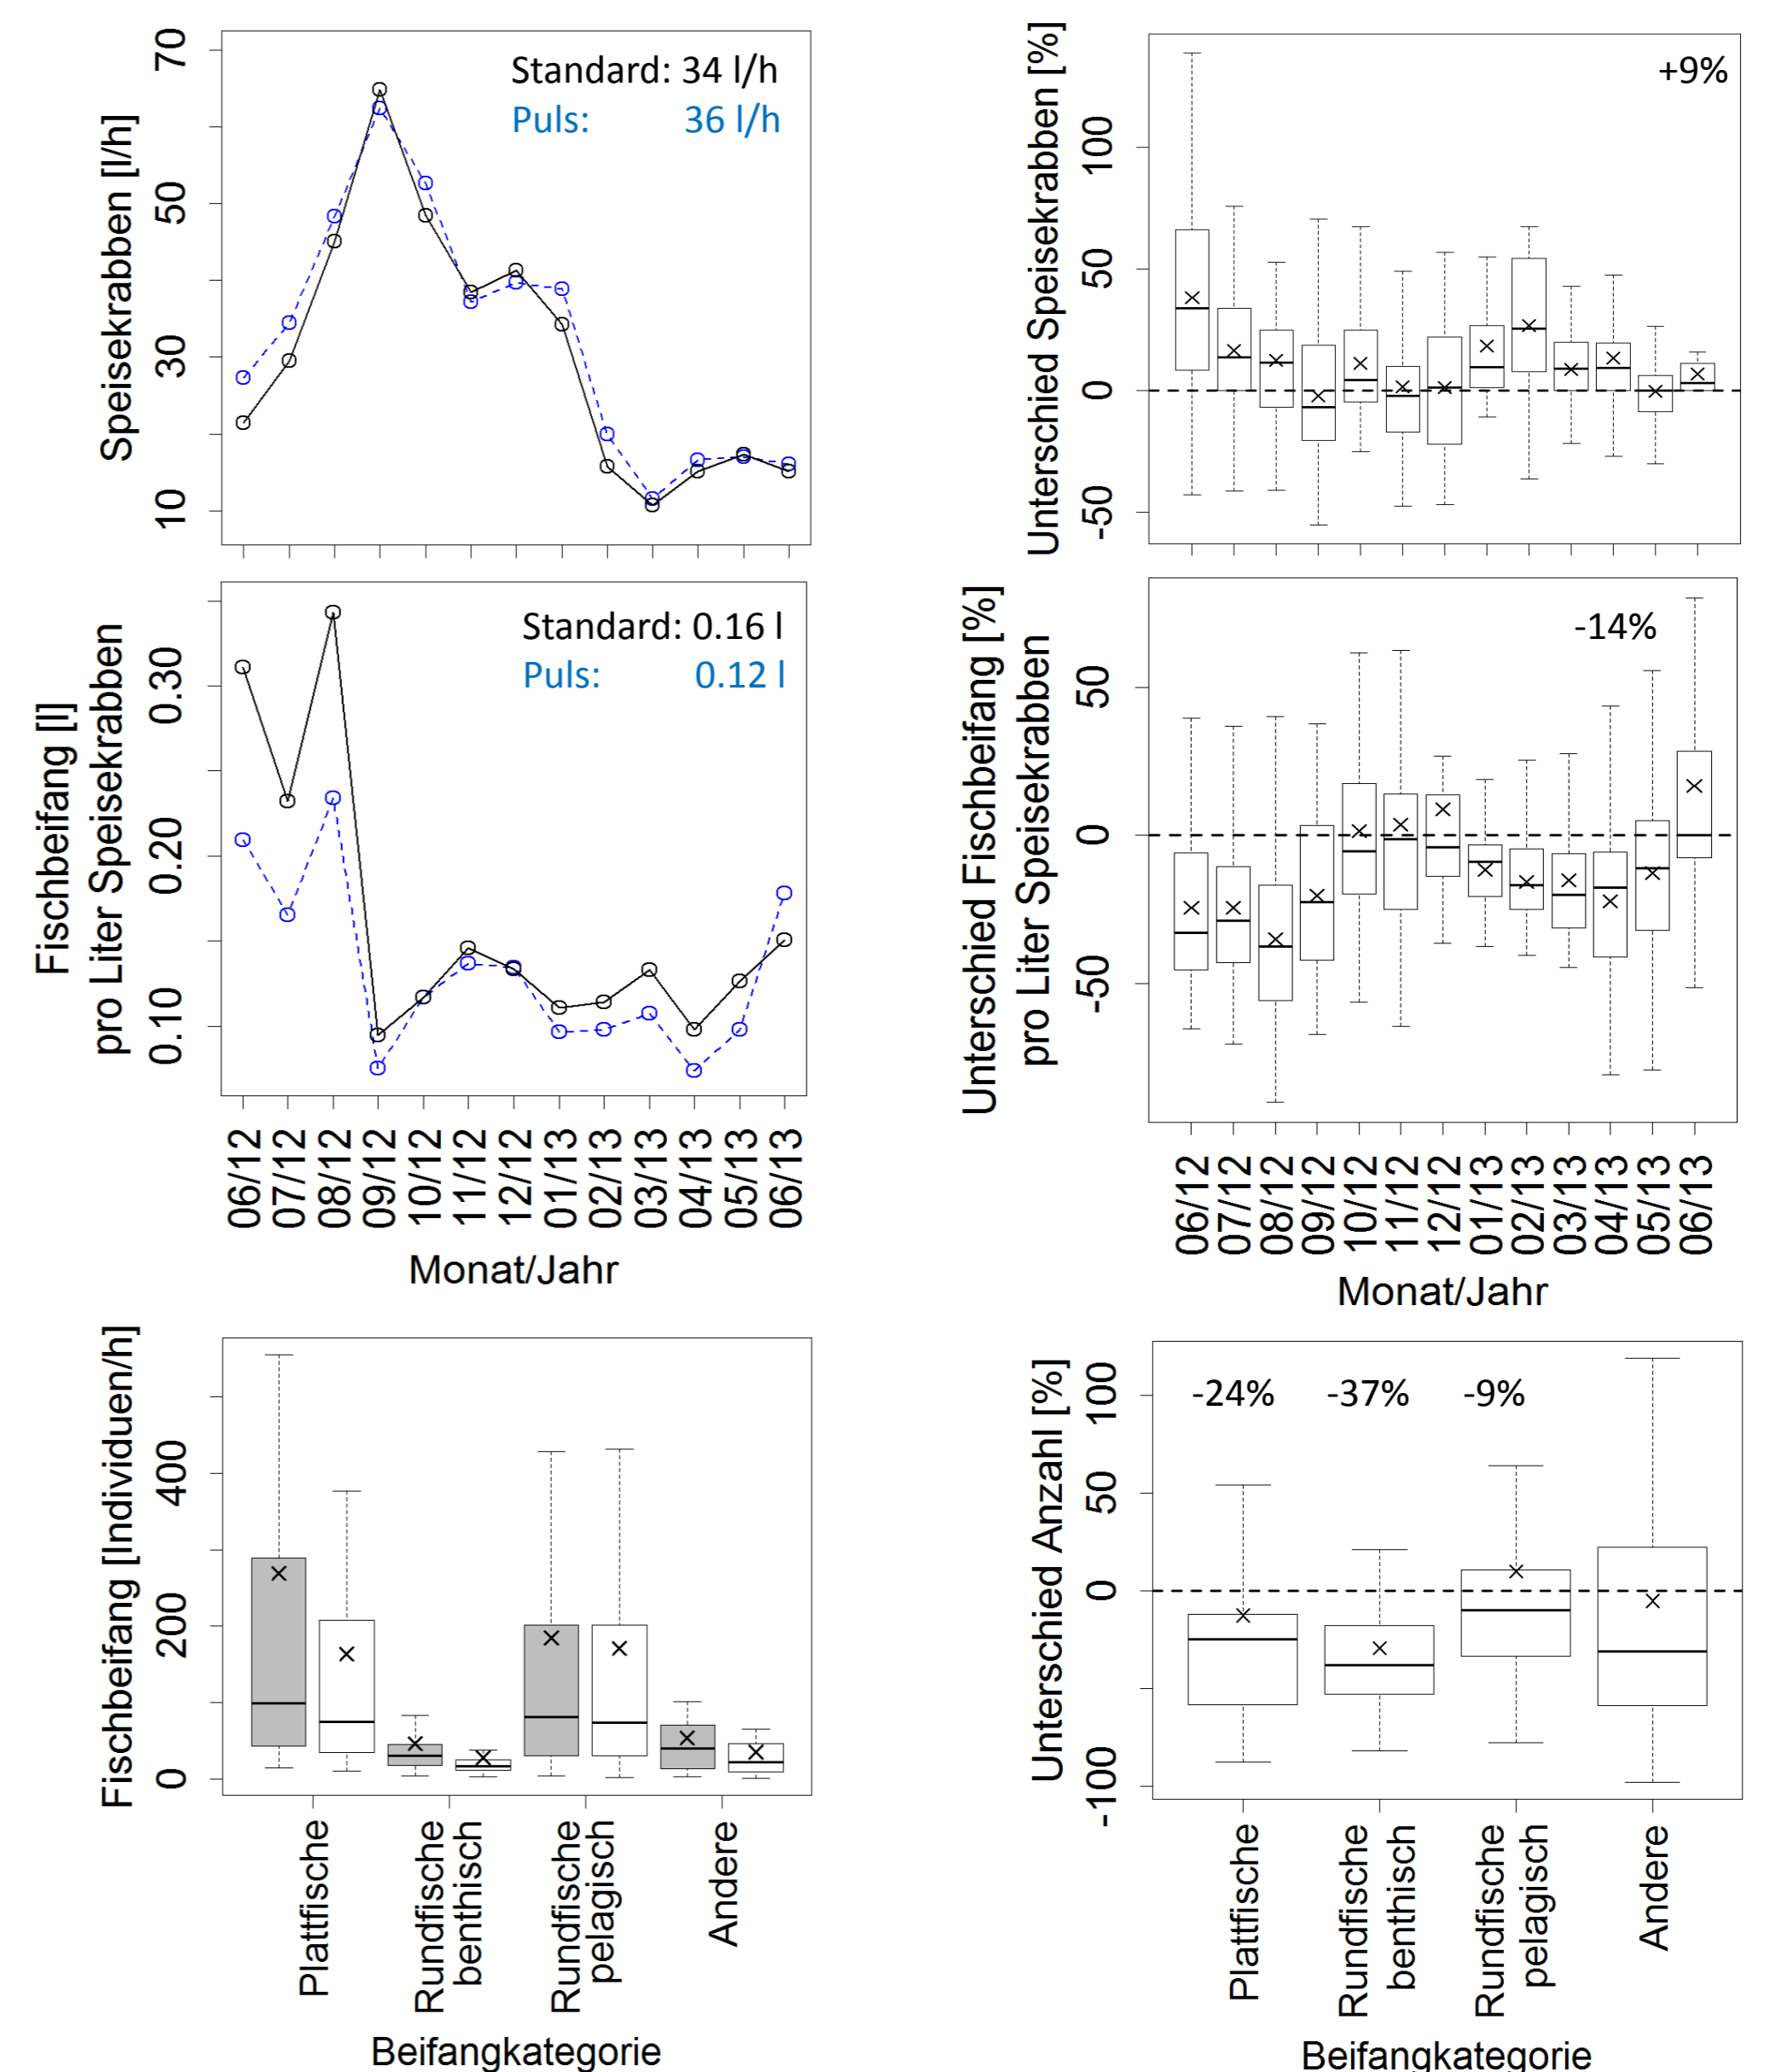 Speisekrabben [l/h]
70
50
30
10
Standard: 34 l/h
Puls: 36 l/h
Unterschied Speisekrabben [%]
100
50
0
-50
+9%
Fischbeifang [l]
pro Liter Speisekrabben
0.30
0.20
0.10
Standard: 0.16 l
Puls: 0.12 l
06/12
07/12
08/12
09/12
10/12
11/12
12/12
01/13
02/13
03/13
04/13
05/13
06/13
Monat/Jahr
Unterschied Fischbeifang [%]
pro Liter Speisekrabben
50
0
-50
-14%
06/12
07/12
08/12
09/12
10/12
11/12
12/12
01/13
02/13
03/13
04/13
05/13
06/13
Monat/Jahr
Fischbeifang [Individuen/h]
400
200
0
Plattfische
Rundfische
benthisch
Rundfische
pelagisch
Andere
Beifangkategorie
Unterschied Anzahl [%]
100
50
0
-100
-24% -37% -9%
Plattfische
Rundfische
benthisch
Rundfische
pelagisch
Andere
Beifangkategorie